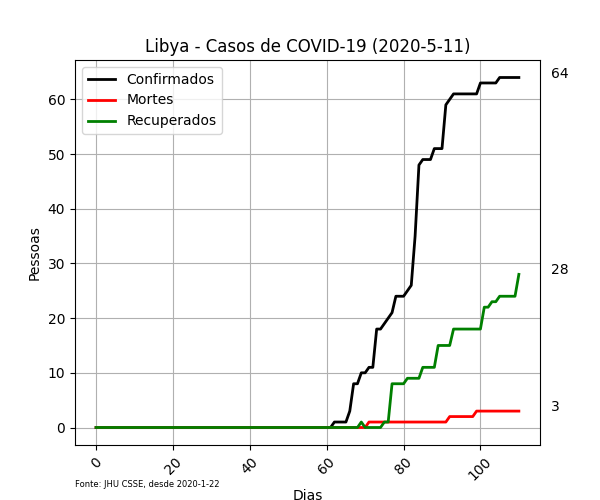 Libya - Casos de COVID-19 (2020-5-11)
Confirmados
Mortes
Recuperados
64
28
3
Pessoas
60
50
40
30
20
10
0
0
20
40
60
80
100
Fonte: JHU CSSE, desde 2020-1-22
Dias